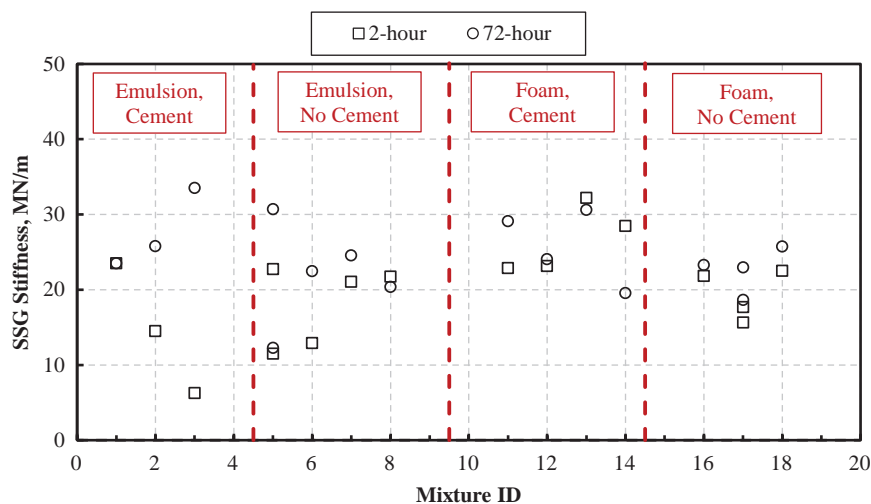 2-hour 72-hour
50
40
30
20
10
0
SSG Stiffness, MN/m
Emulsion,
Cement
Emulsion,
No Cement
Foam,
Cement
Foam,
No Cement
0 2 4 6 8 10 12 14 16 18 20
Mixture ID